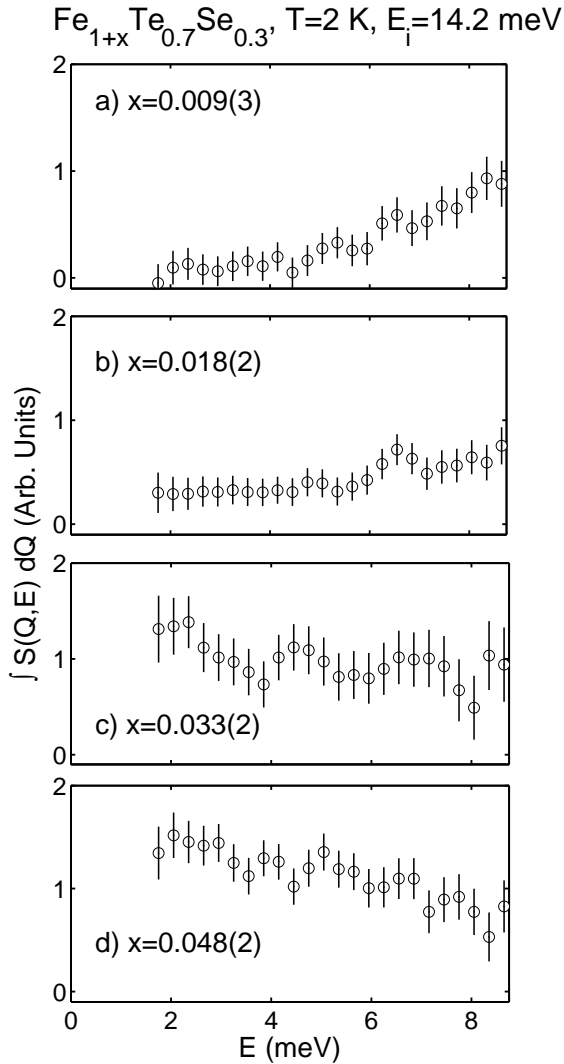 Fe1+xTe0.7Se0.3, T=2 K, Ei=14.2 meV
2
a) x=0.009(3)
1
0
2
b) x=0.018(2)
1
0
∫ S(Q,E) dQ (Arb. Units)
2
1
c) x=0.033(2)
0
2
1
d) x=0.048(2)
0
0 2 4 6 8
E (meV)